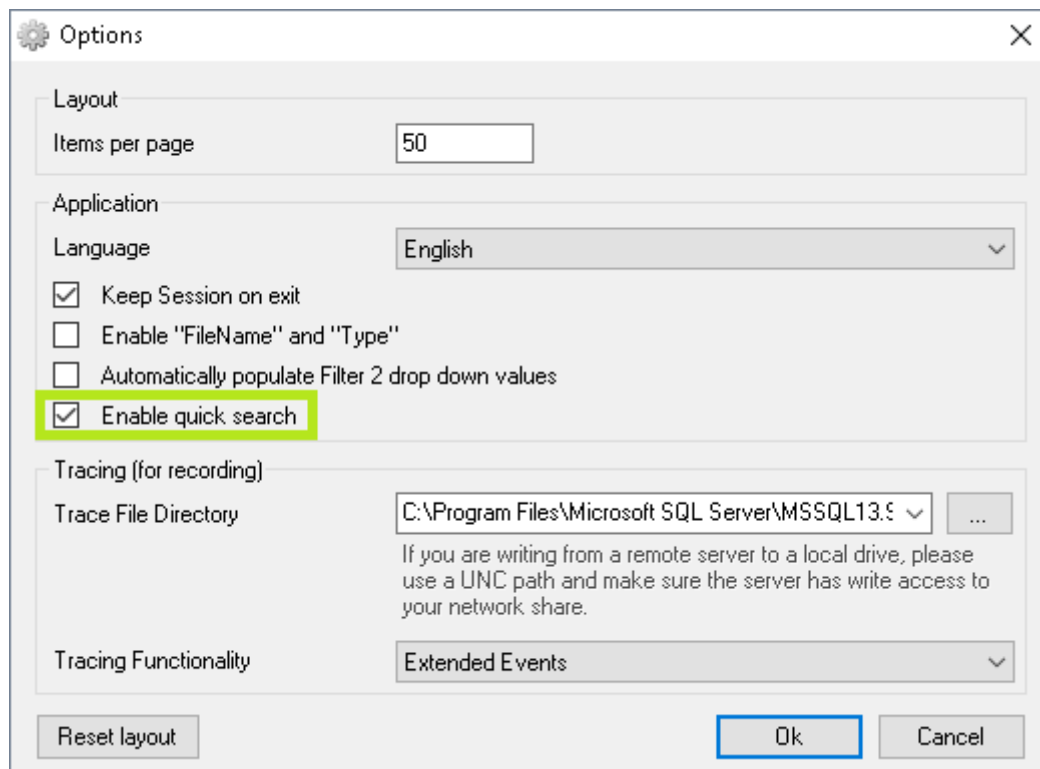 Options
Layout
Items per page
50
Application
Language
English
Keep Session on exit
Enable "FileName" and "Type"
Automatically populate Filter 2 drop down values
Enable quick search
Tracing (for recording)
Trace File Directory
C:\Program Files\Microsoft SQL Server\MSSQL13.S
...
If you are writing from a remote server to a local drive, please
use a UNC path and make sure the server has write access to
your network share.
Tracing Functionality
Extended Events
Reset layout
Ok
Cancel